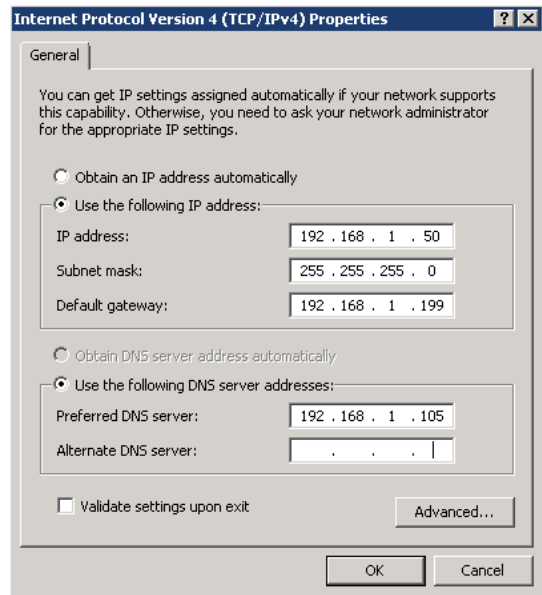 Internet Protocol Version 4 (TCP/IPv4) Properties
General
You can get IP settings assigned automatically if your network supports
this capability. Otherwise, you need to ask your network administrator
for the appropriate IP settings.
Obtain an IP address automatically
Use the following IP address:
IP address: 192 . 168 . 1 . 50
Subnet mask: 255 . 255 . 255 . 0
Default gateway: 192 . 168 . 1 . 199
Obtain DNS server address automatically
Use the following DNS server addresses:
Preferred DNS server: 192 . 168 . 1 . 105
Alternate DNS server: . . .
Validate settings upon exit
Advanced...
OK Cancel